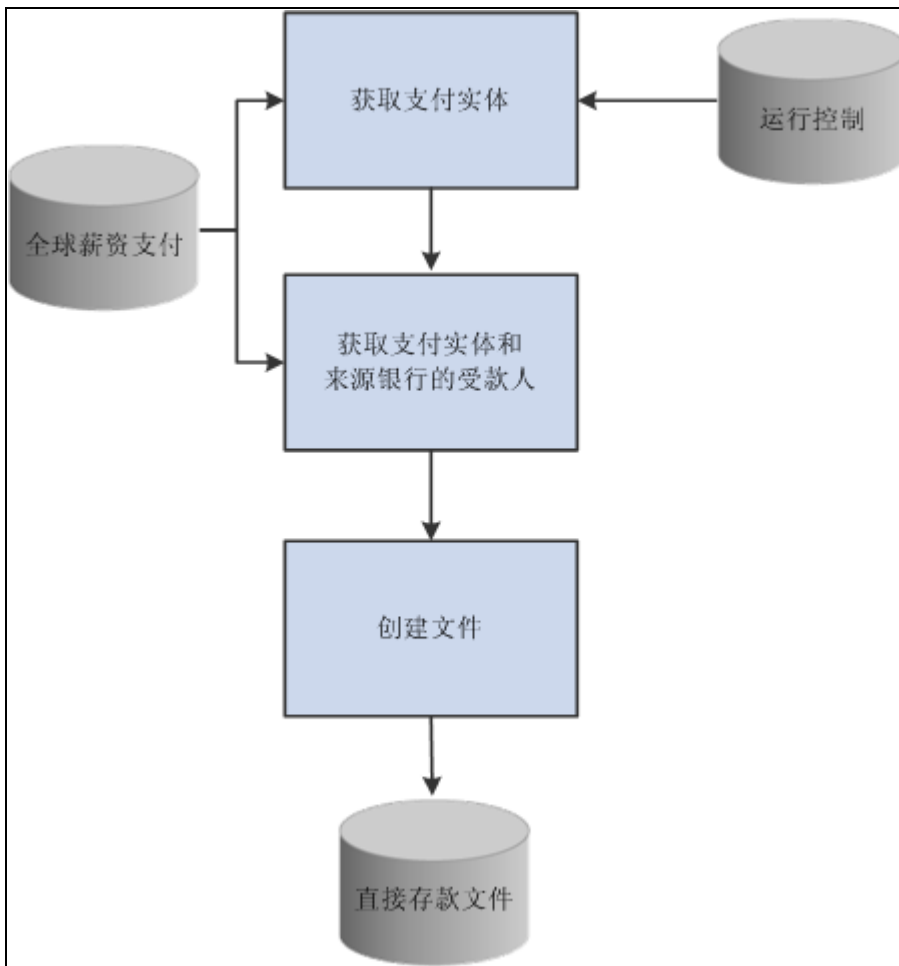 获取支付实体
运行控制
全球薪资支付
获取支付实体和
来源银行的受款人
创建文件
直接存款文件